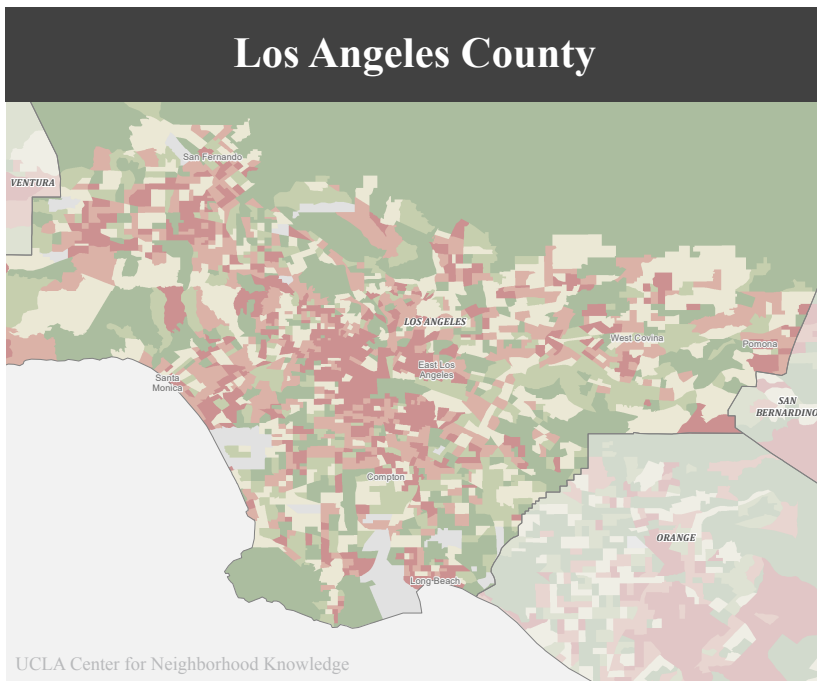 Los Angeles County
San Fernando
VENTURA
LOS ANGELES
West Covina
Pomona
East Los
Angeles
Santa
Monica
SAN
BERNARDINO
Compton
ORANGE
Long Beach
UCLA Center for Neighborhood Knowledge